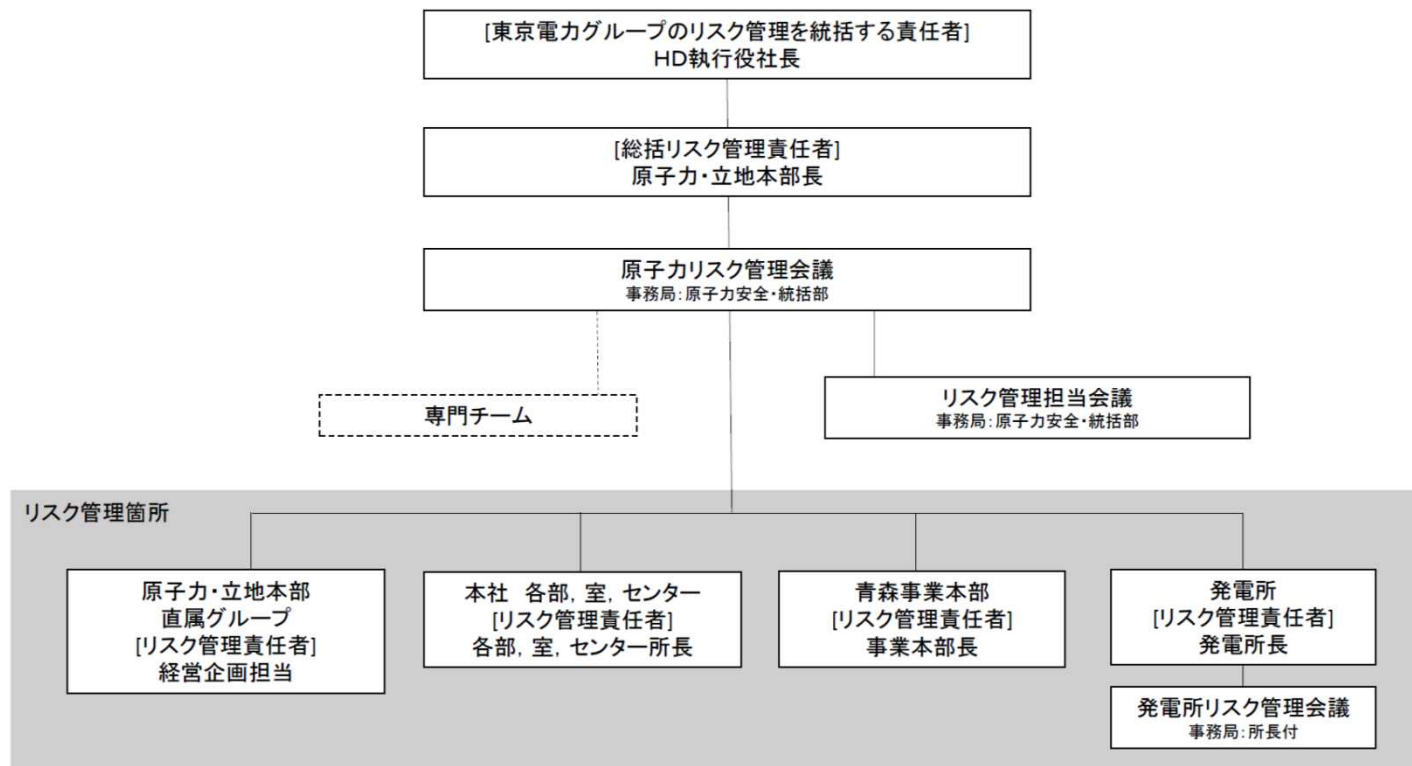 [東京電力グループのリスク管理を統括する責任者]
HD執行役社長
[総括リスク管理責任者]
原子力・立地本部長
原子力リスク管理会議
事務局:原子力安全・統括部
専門チーム
リスク管理担当会議
事務局:原子力安全・統括部
リスク管理箇所
原子力・立地本部
直属グループ
[リスク管理責任者]
経営企画担当
本社 各部, 室, センター
[リスク管理責任者]
各部, 室, センター所長
青森事業本部
[リスク管理責任者]
事業本部長
発電所
[リスク管理責任者]
発電所長
発電所リスク管理会議
事務局:所長付